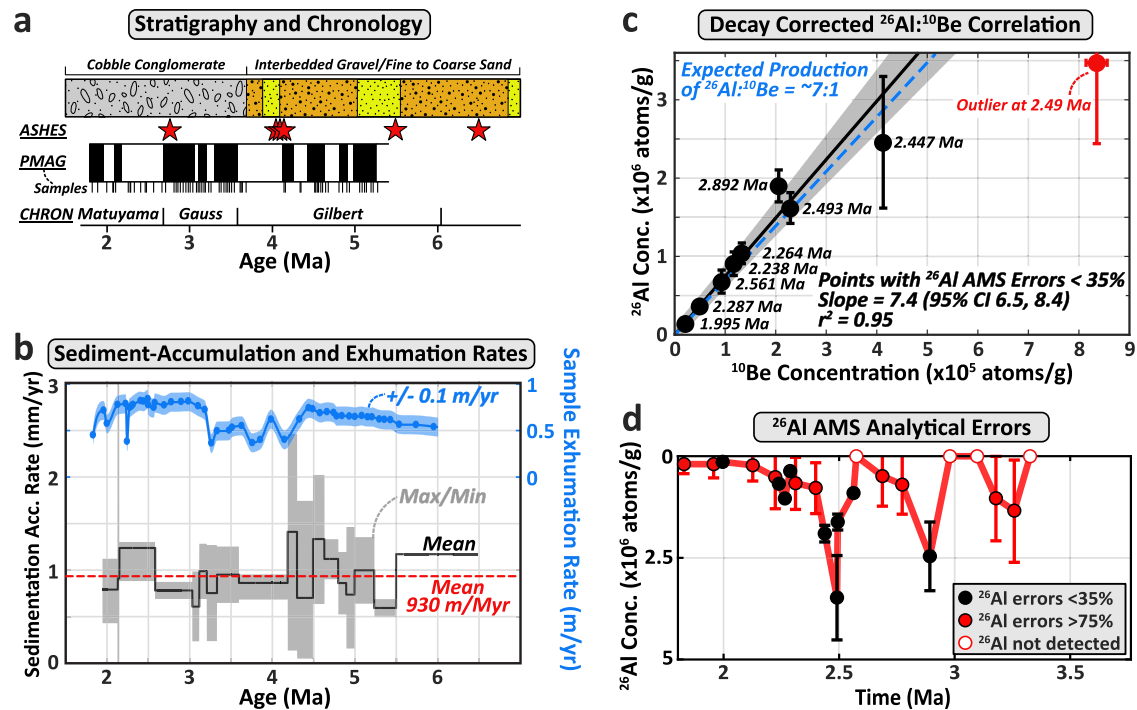 a
Stratigraphy and Chronology
Cobble Conglomerate
Interbedded Gravel/Fine to Coarse Sand
ASHES
PMAG
Samples
CHRON
Matuyama
Gauss
Gilbert
2
3
4
5
6
Age (Ma)
b
Sediment-Accumulation and Exhumation Rates
Sedimentation Acc. Rate (mm/yr)
3
2
1
0
+/- 0.1 m/yr
Max/Min
Mean
Mean
930 m/Myr
1
0.5
0
Sample Exhumation Rate (m/yr)
2
3
4
5
6
Age (Ma)
c
Decay Corrected ²⁶Al:¹⁰Be Correlation
²⁶Al Conc. (x10⁶ atoms/g)
3
2
1
0
Expected Production
of ²⁶Al:¹⁰Be = ~7:1
Outlier at 2.49 Ma
2.447 Ma
2.892 Ma
2.493 Ma
2.264 Ma
2.238 Ma
2.561 Ma
2.287 Ma
1.995 Ma
Points with ²⁶Al AMS Errors < 35%
Slope = 7.4 (95% CI 6.5, 8.4)
r² = 0.95
0
1
2
3
4
5
6
7
8
9
¹⁰Be Concentration (x10⁵ atoms/g)
d
²⁶Al AMS Analytical Errors
²⁶Al Conc. (x10⁶ atoms/g)
0
2.5
5
²⁶Al errors <35%
²⁶Al errors >75%
²⁶Al not detected
2
2.5
3
3.5
Time (Ma)